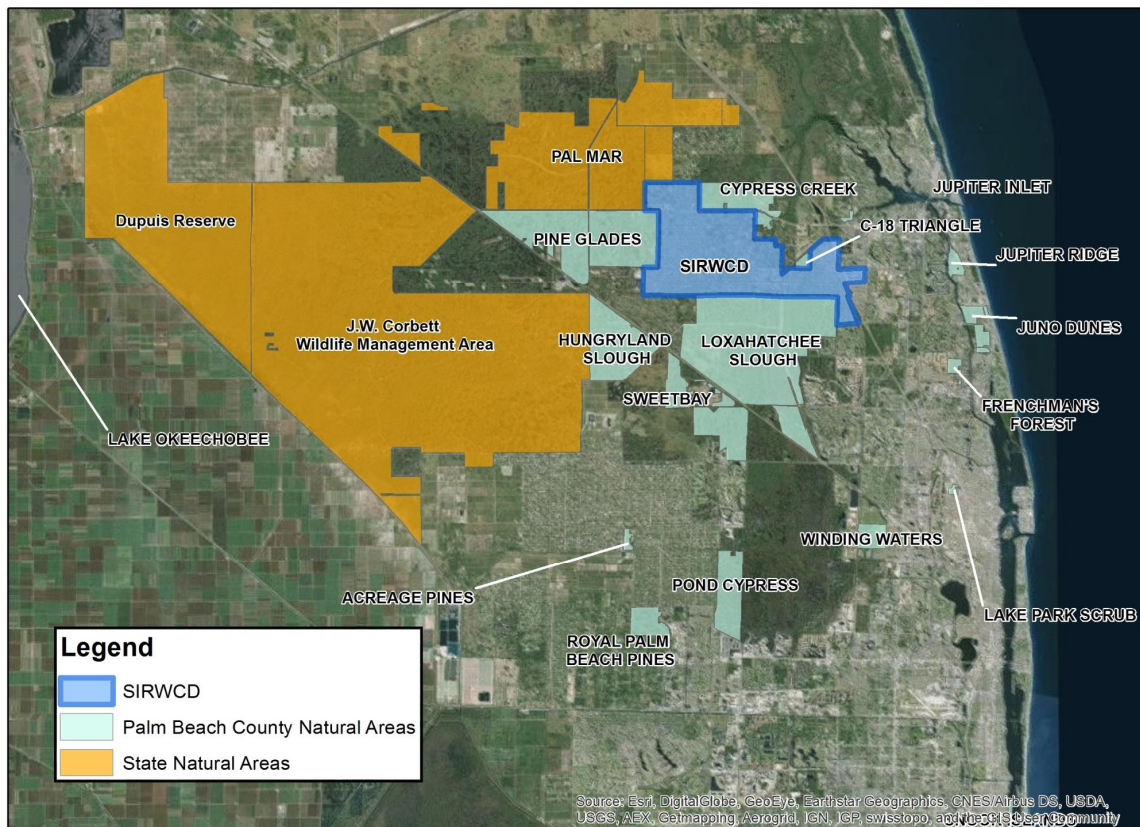 PAL MAR
CYPRESS CREEK
JUPITER INLET
Dupuis Reserve
C-18 TRIANGLE
PINE GLADES
JUPITER RIDGE
SIRWCD
J.W. Corbett
Wildlife Management Area
HUNGRYLAND
SLOUGH
LOXAHATCHEE
SLOUGH
JUNO DUNES
SWEETBAY
FRENCHMAN'S
FOREST
LAKE OKEECHOBEE
WINDING WATERS
ACREAGE PINES
POND CYPRESS
LAKE PARK SCRUB
ROYAL PALM
BEACH PINES
Legend
SIRWCD
Palm Beach County Natural Areas
State Natural Areas
Source: Esri, DigitalGlobe, GeoEye, Earthstar Geographics, CNES/Airbus DS, USDA,
USGS, AEX, Getmapping, Aerogrid, IGN, IGP, swisstopo, and the GIS User Community